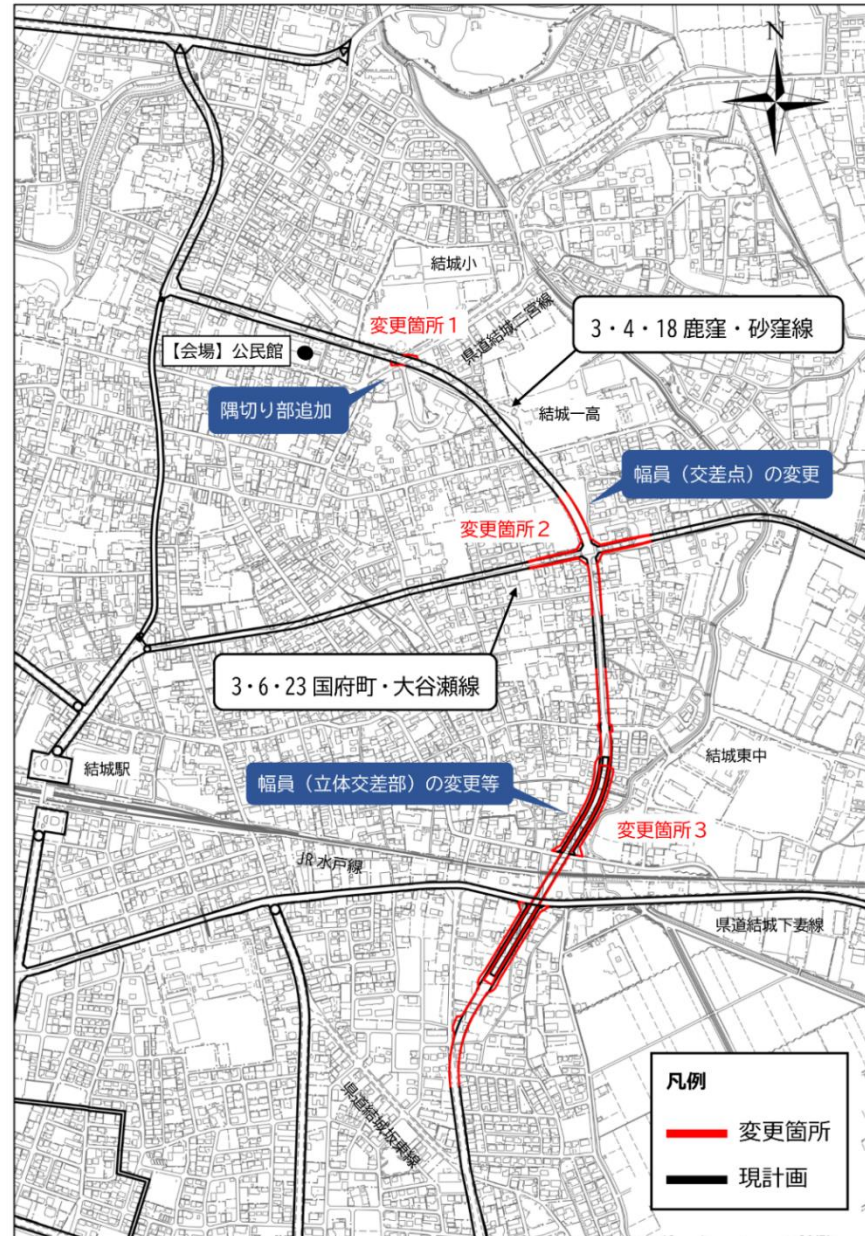 N
結城小
変更箇所1
県道結城二宮線
3・4・18 鹿窪・砂窪線
【会場】公民館
隅切り部追加
結城一高
幅員（交差点）の変更
変更箇所2
3・6・23 国府町・大谷瀬線
結城駅
結城東中
幅員（立体交差部）の変更等
変更箇所3
JR 水戸線
県道結城下妻線
県道結城坂東線
凡例
変更箇所
現計画